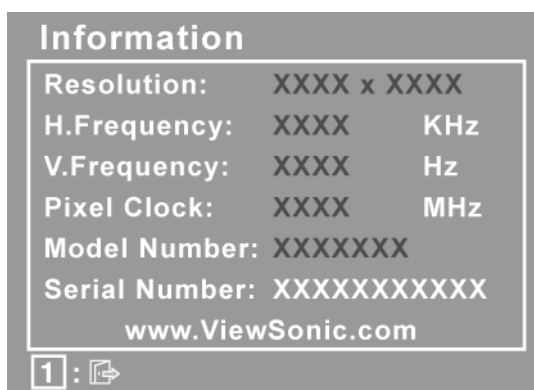 Information
Resolution: XXXX x XXXX
H.Frequency: XXXX KHz
V.Frequency: XXXX Hz
Pixel Clock: XXXX MHz
Model Number: XXXXXXX
Serial Number: XXXXXXXXXXX
www.ViewSonic.com
1 :